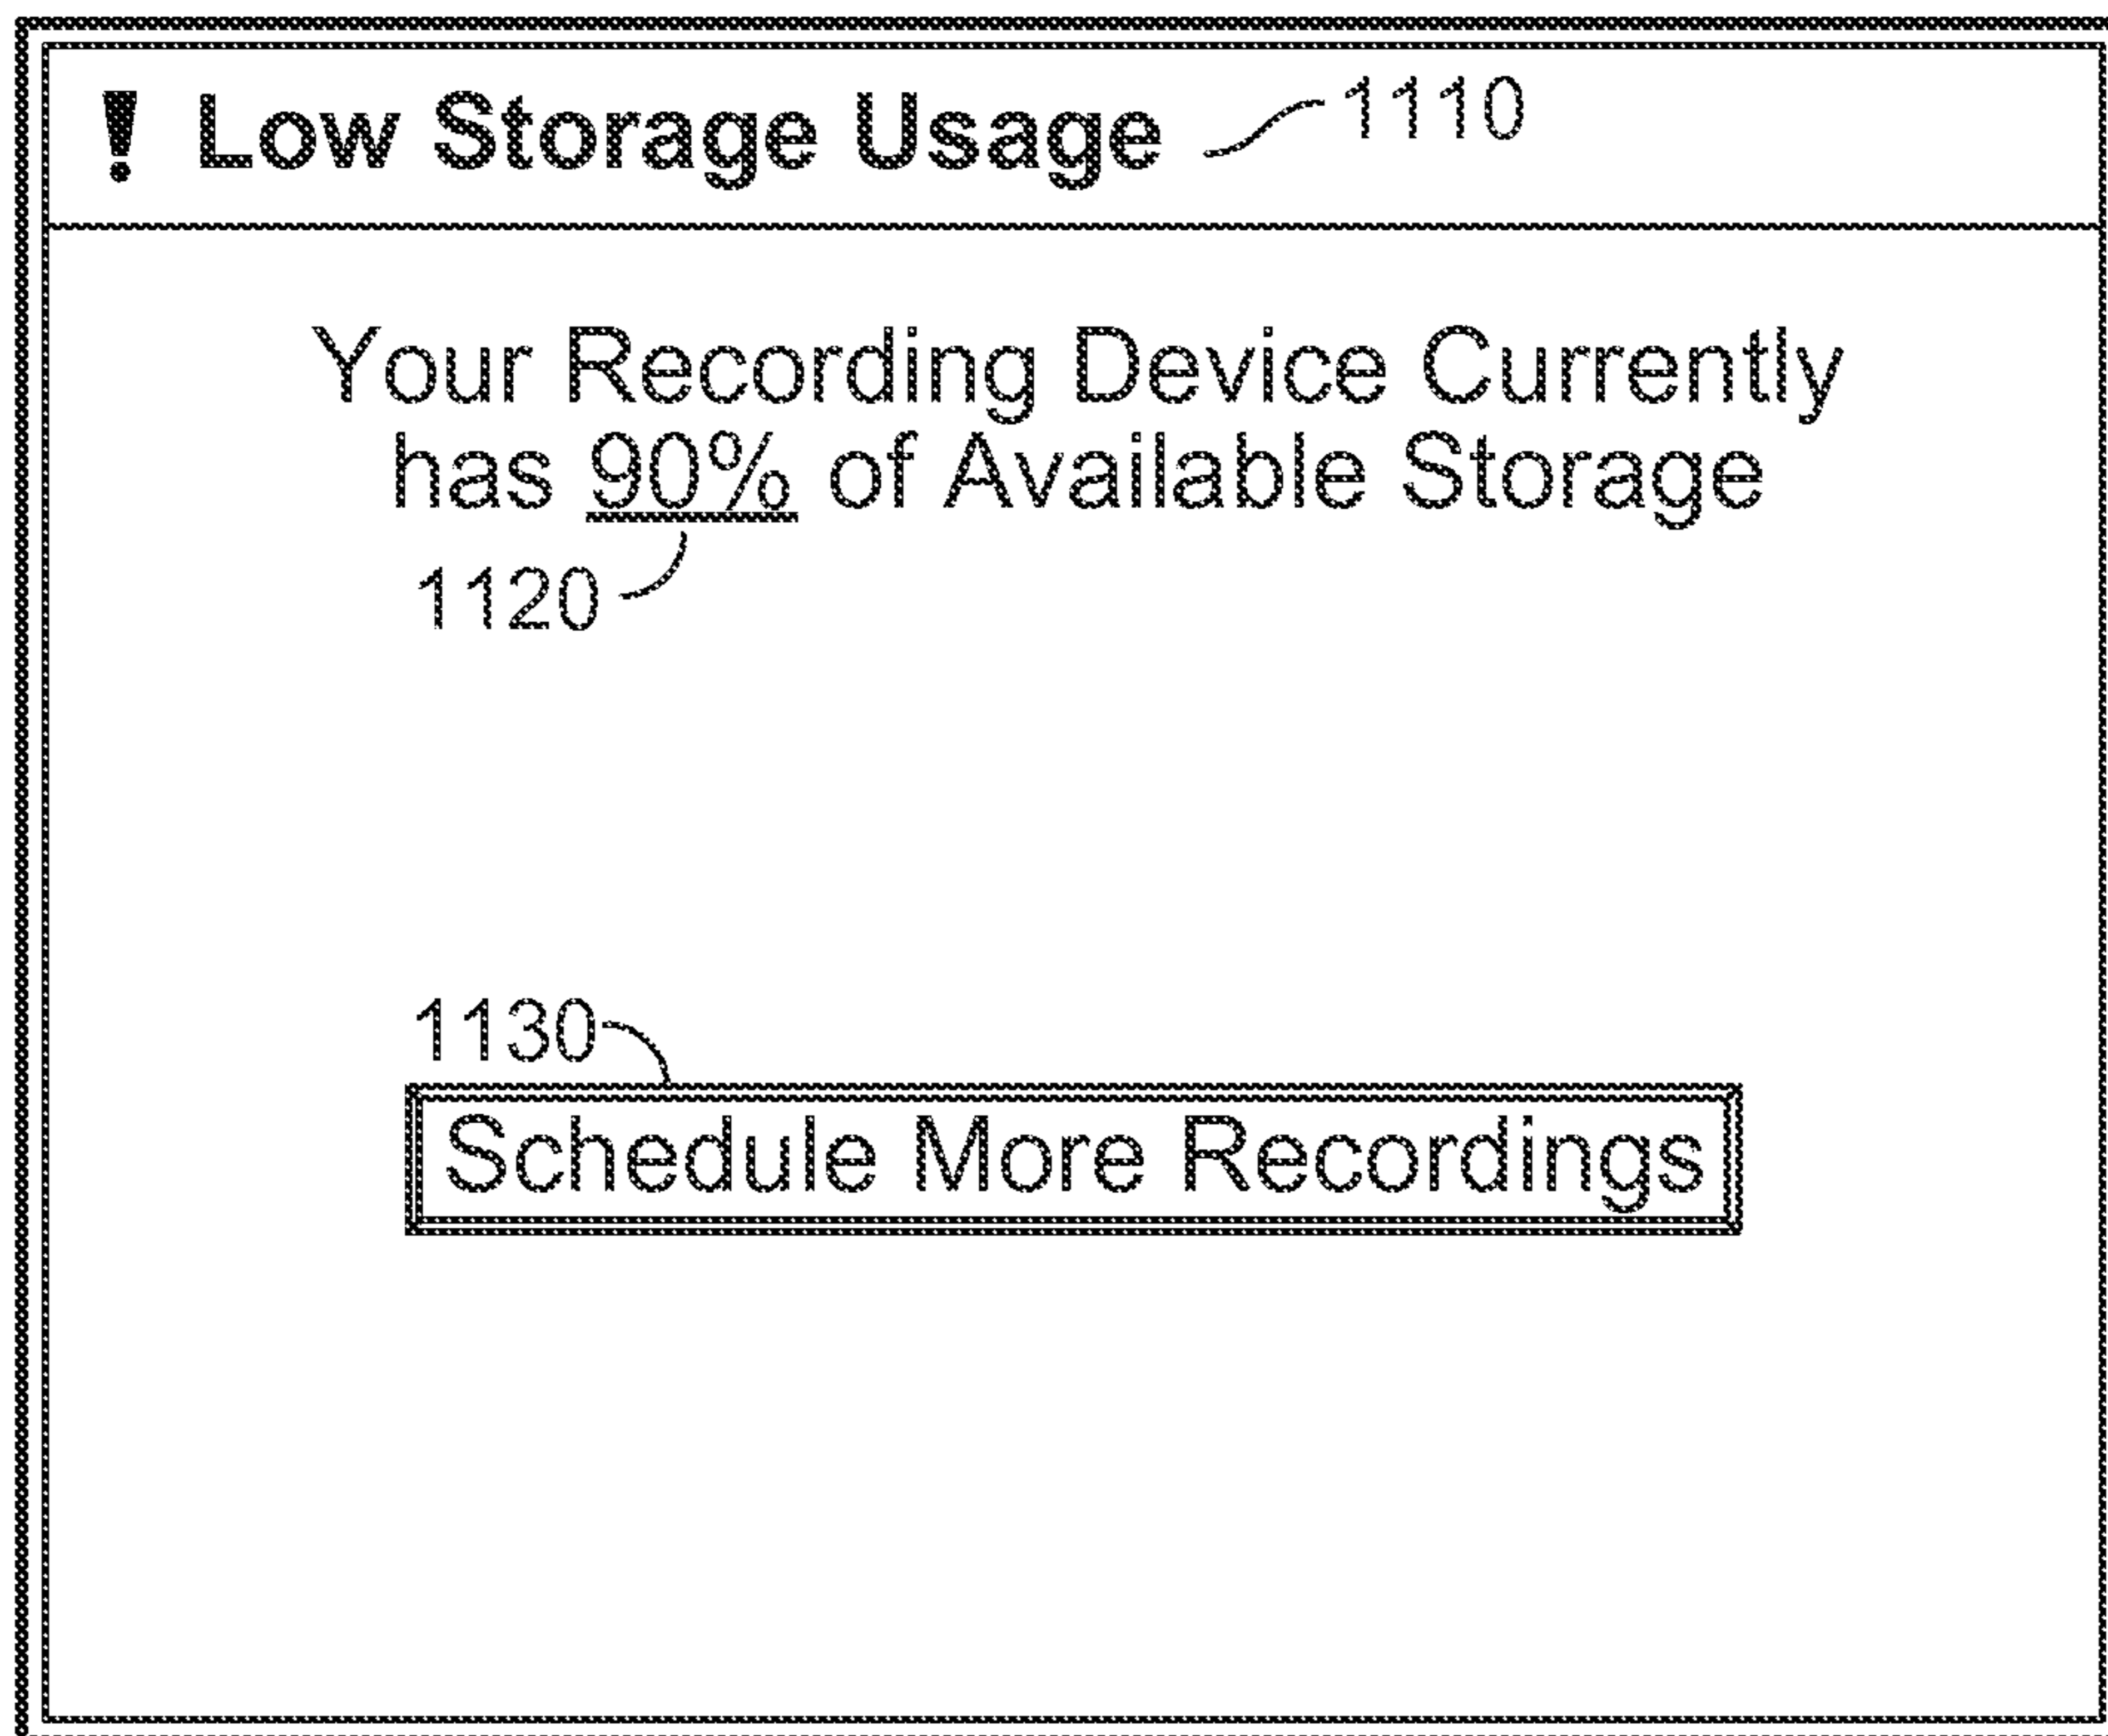 ! Low Storage Usage 1110
Your Recording Device Currently
has 90% of Available Storage
1120
1130
Schedule More Recordings